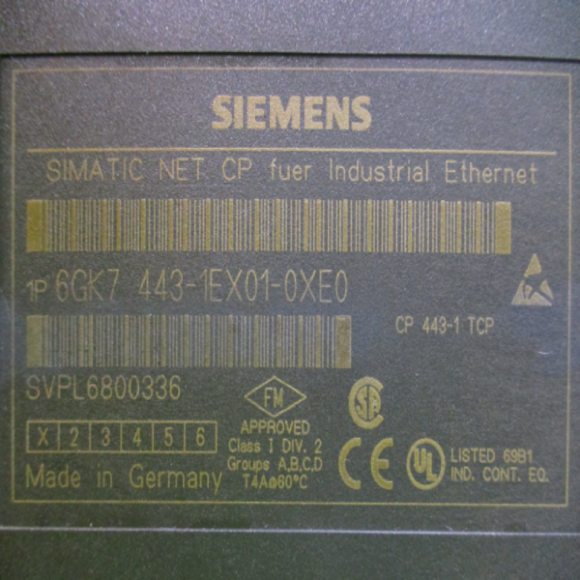 SIEMENS
SIMATIC NET CP fuer Industrial Ethernet
1P 6GK7 443-1EX01-0XE0
CP 443-1 TCP
SVPL6800336
FM
SA
X 2 3 4 5 6
APPROVED
Class I DIV. 2
Groups A,B,C,D
T4A@60°C
CE
UL
LISTED 69B1
IND. CONT. EQ.
Made in Germany